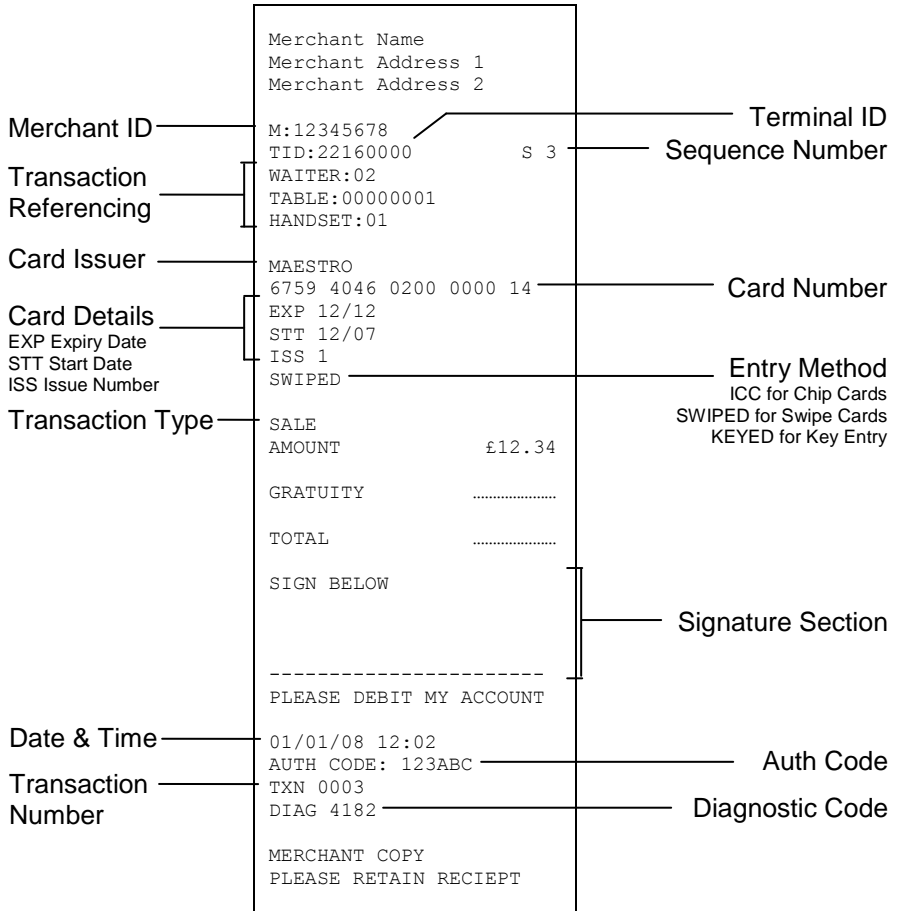 Merchant Name
Merchant Address 1
Merchant Address 2
Merchant ID
M:12345678
Terminal ID
TID:22160000 S 3
Sequence Number
Transaction
Referencing
WAITER:02
TABLE:00000001
HANDSET:01
Card Issuer
MAESTRO
6759 4046 0200 0000 14
Card Number
Card Details
EXP Expiry Date
STT Start Date
ISS Issue Number
EXP 12/12
STT 12/07
ISS 1
SWIPED
Entry Method
ICC for Chip Cards
SWIPED for Swipe Cards
KEYED for Key Entry
Transaction Type
SALE
AMOUNT £12.34
GRATUITY .....................
TOTAL .....................
SIGN BELOW
Signature Section
-----------------------
PLEASE DEBIT MY ACCOUNT
Date & Time
01/01/08 12:02
AUTH CODE: 123ABC
Auth Code
Transaction
Number
TXN 0003
DIAG 4182
Diagnostic Code
MERCHANT COPY
PLEASE RETAIN RECIEPT